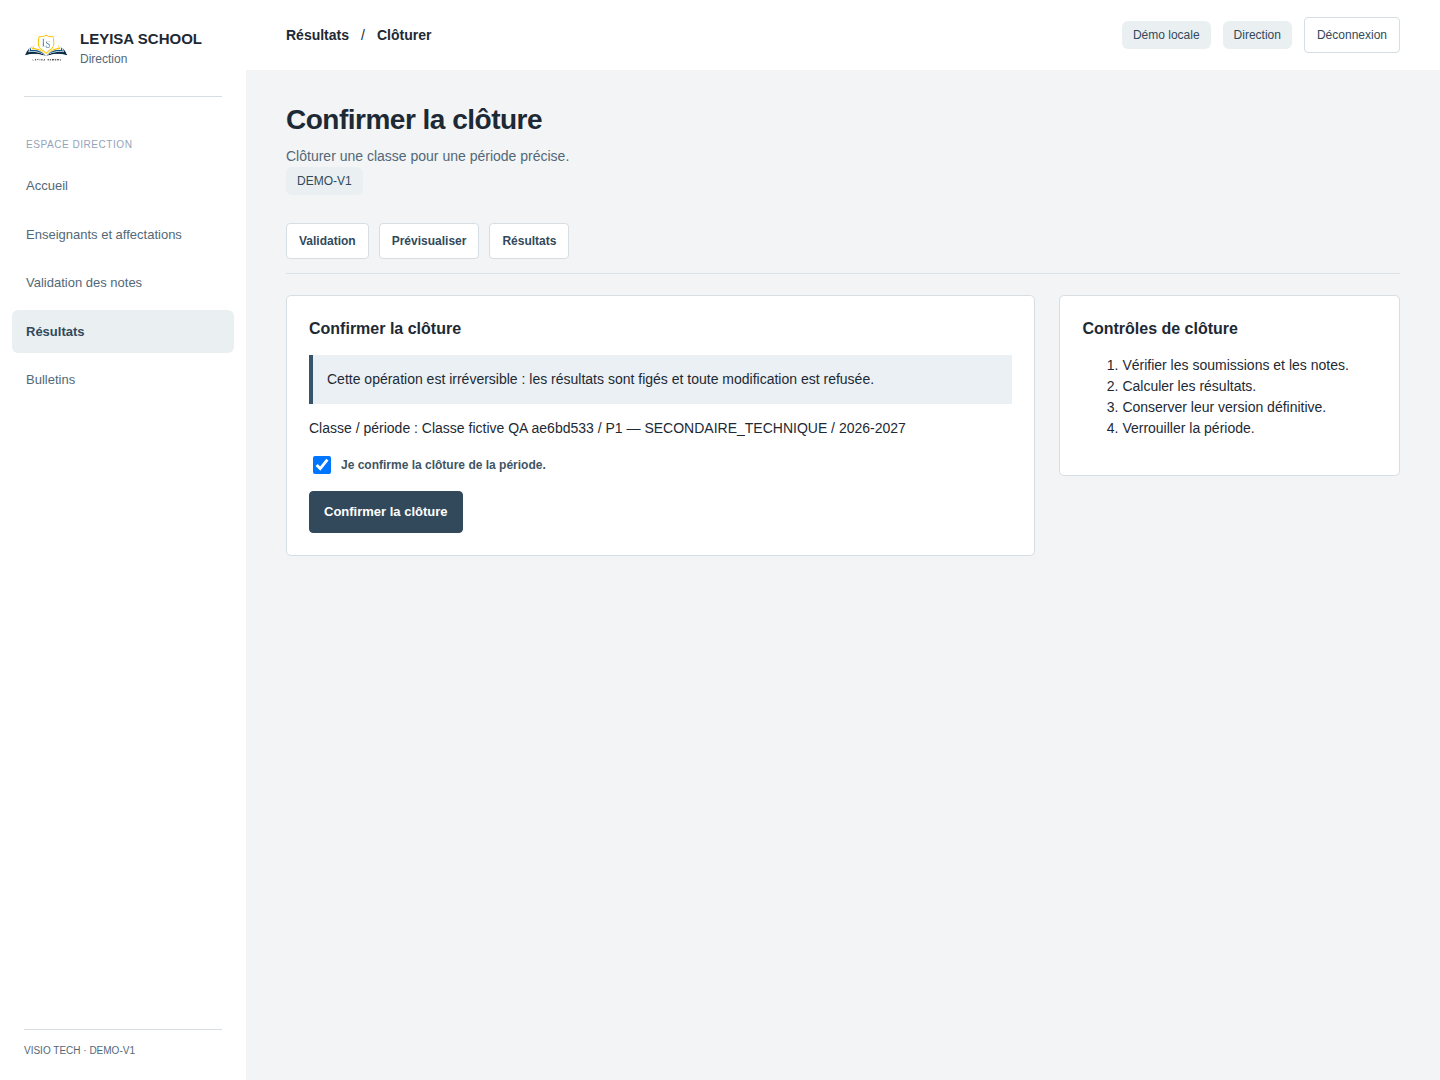 LEYISA SCHOOL
Direction
ESPACE DIRECTION
Accueil
Enseignants et affectations
Validation des notes
Résultats
Bulletins
VISIO TECH · DEMO-V1
Résultats / Clôturer
Démo locale
Direction
Déconnexion
Confirmer la clôture
Clôturer une classe pour une période précise.
DEMO-V1
Validation
Prévisualiser
Résultats
Confirmer la clôture
Cette opération est irréversible : les résultats sont figés et toute modification est refusée.
Classe / période : Classe fictive QA ae6bd533 / P1 — SECONDAIRE_TECHNIQUE / 2026-2027
Je confirme la clôture de la période.
Confirmer la clôture
Contrôles de clôture
1. Vérifier les soumissions et les notes.
2. Calculer les résultats.
3. Conserver leur version définitive.
4. Verrouiller la période.